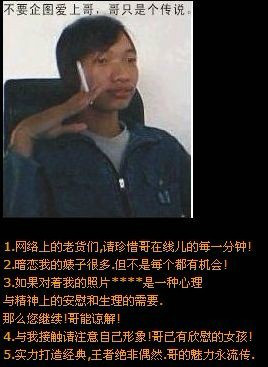 不要企图爱上哥，哥只是个传说。
1.网络上的老货们,请珍惜哥在线儿的每一分钟!
2.暗恋我的婊子很多.但不是每个都有机会!
3.如果对着我的照片****是一种心理
与精神上的安慰和生理的需要.
那么您继续!哥能谅解!
4.与我接触请注意自己形象!哥已有欣慰的女孩!
5.实力打造经典,王者绝非偶然.哥的魅力永流传.